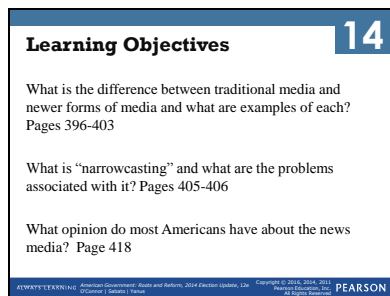 Learning Objectives
14
What is the difference between traditional media and
newer forms of media and what are examples of each?
Pages 396-403
What is “narrowcasting” and what are the problems
associated with it? Pages 405-406
What opinion do most Americans have about the news
media?  Page 418
ALWAYS LEARNING
American Government: Roots and Reform, 2014 Election Update, 12e
O'Connor | Sabato | Yanus
Copyright © 2016, 2014, 2011
Pearson Education, Inc.
All Rights Reserved
PEARSON